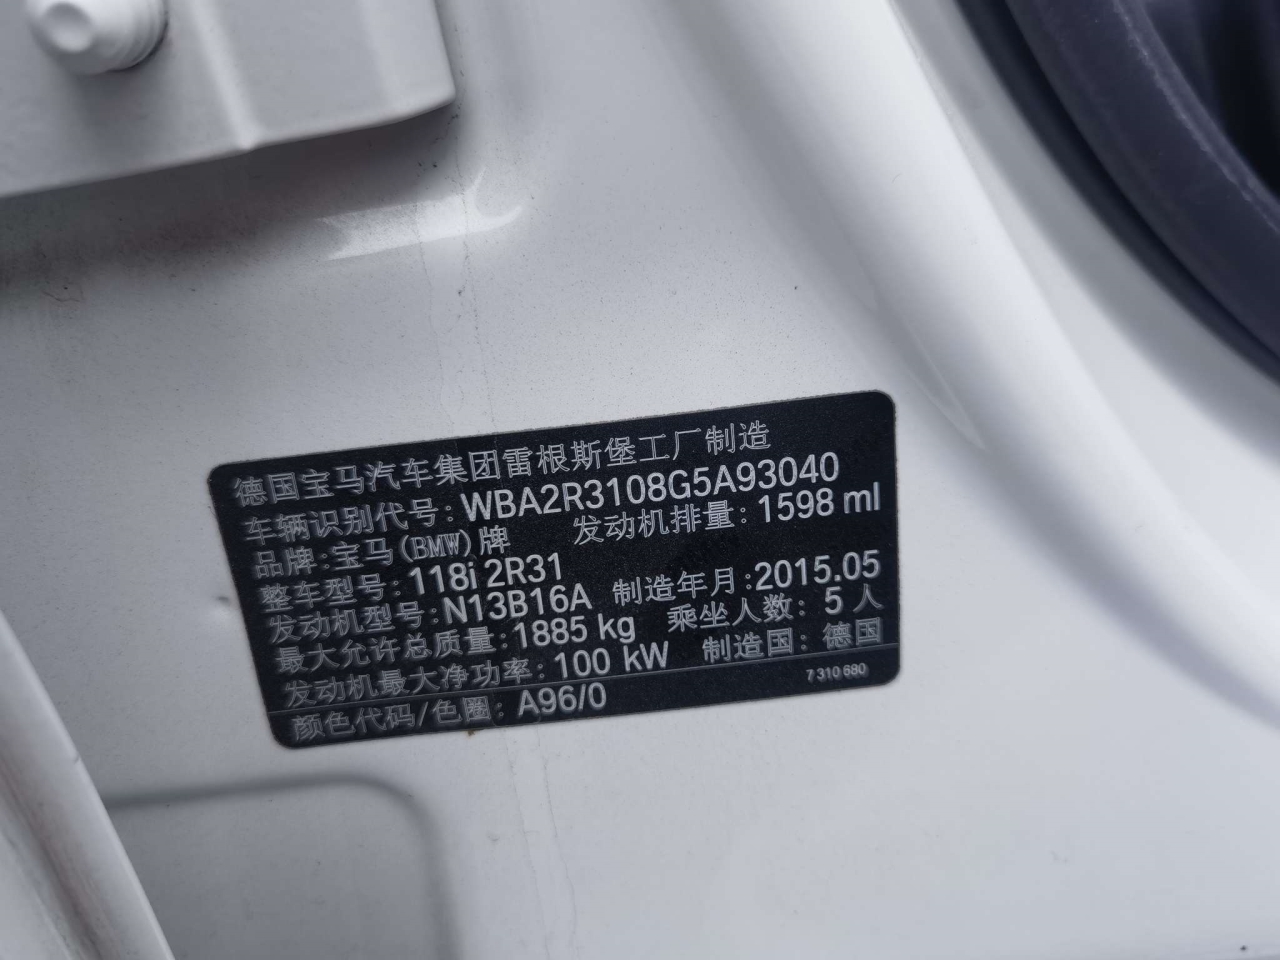 德国宝马汽车集团雷根斯堡工厂制造
车辆识别代号: WBA2R3108G5A93040
品牌: 宝马(BMW)牌 发动机排量: 1598 ml
整车型号: 118i 2R31
发动机型号: N13B16A 制造年月: 2015.05
最大允许总质量: 1885 kg 乘坐人数: 5 人
发动机最大净功率: 100 kW 制造国: 德国
颜色代码/色圈: A96/0 7 310 680